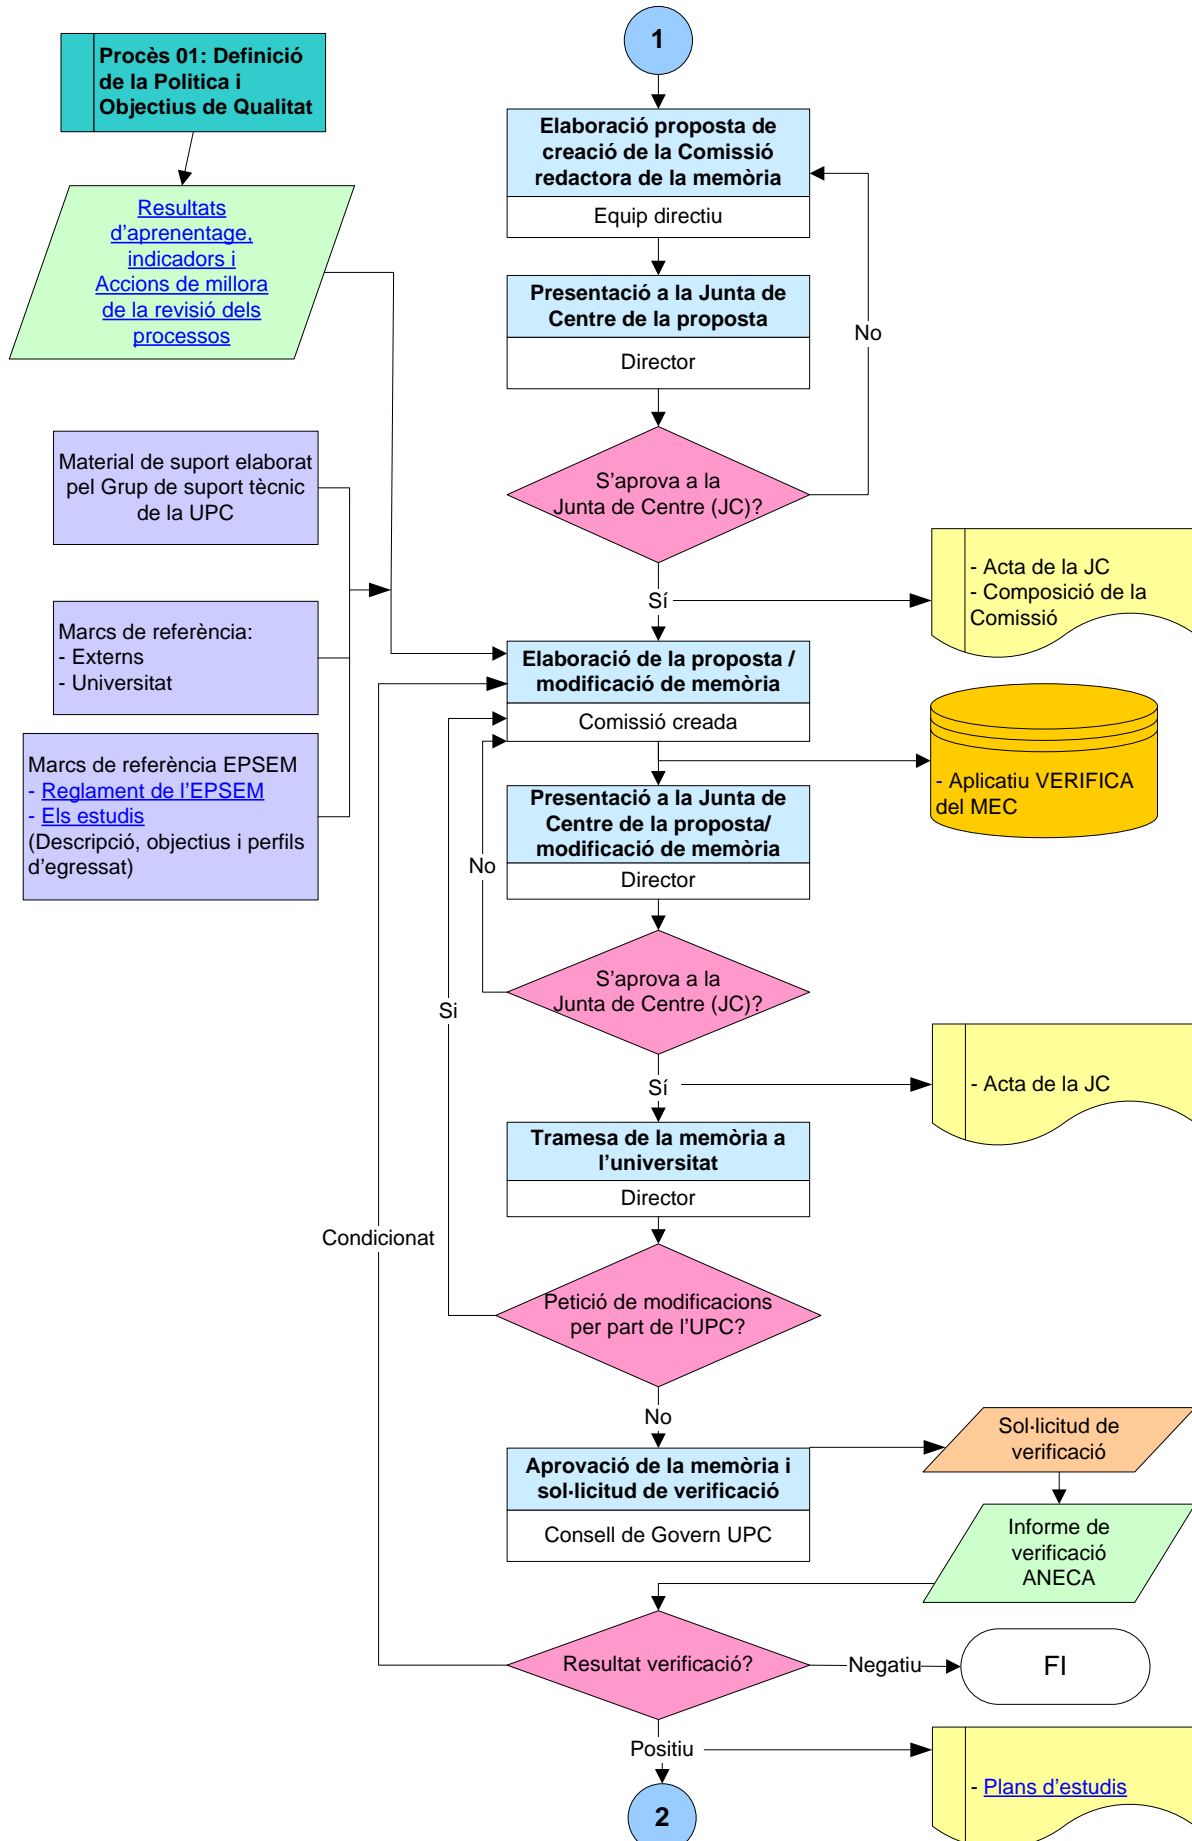 1
Procès 01: Definició
de la Politica i
Objectius de Qualitat
Elaboració proposta de
creació de la Comissió
redactora de la memòria
Equip directiu
Resultats
d'aprenentage,
indicadors i
Accions de millora
de la revisió dels
processos
Presentació a la Junta de
Centre de la proposta
Director
No
S'aprova a la
Junta de Centre (JC)?
Material de suport elaborat
pel Grup de suport tècnic
de la UPC
Sí
- Acta de la JC
- Composició de la
Comissió
Marcs de referència:
- Externs
- Universitat
Elaboració de la proposta /
modificació de memòria
Comissió creada
- Aplicatiu VERIFICA
del MEC
Marcs de referència EPSEM
- Reglament de l'EPSEM
- Els estudis
(Descripció, objectius i perfils
d'egressat)
Presentació a la Junta de
Centre de la proposta/
modificació de memòria
Director
No
S'aprova a la
Junta de Centre (JC)?
Si
Sí
- Acta de la JC
Tramesa de la memòria a
l'universitat
Director
Condicionat
Petició de modificacions
per part de l'UPC?
No
Aprovació de la memòria i
sol·licitud de verificació
Consell de Govern UPC
Sol·licitud de
verificació
Informe de
verificació
ANECA
Resultat verificació?
Negatiu
FI
Positiu
- Plans d'estudis
2